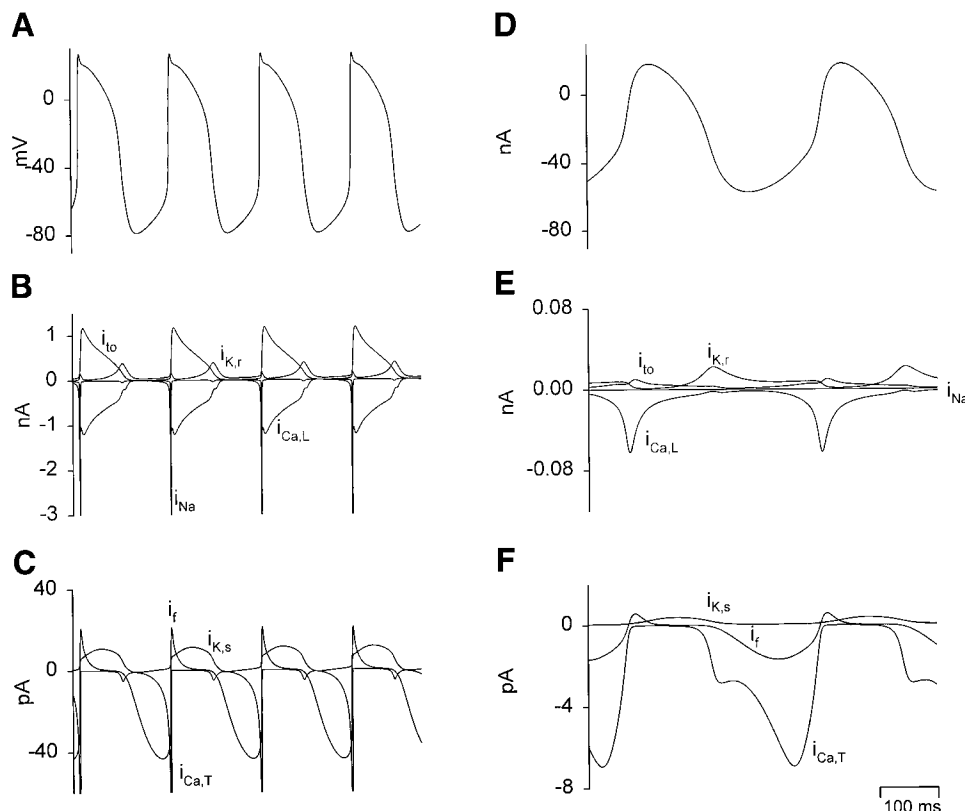 A
0
-40
-80
mV
B
1
0
-1
-2
-3
nA
i_to
i_K,r
i_Ca,L
i_Na
C
40
0
-40
pA
i_f
i_K,s
i_Ca,T
D
0
-40
-80
nA
E
0.08
0.00
-0.08
nA
i_to
i_K,r
i_Na
i_Ca,L
F
0
-4
-8
pA
i_K,s
i_f
i_Ca,T
100 ms